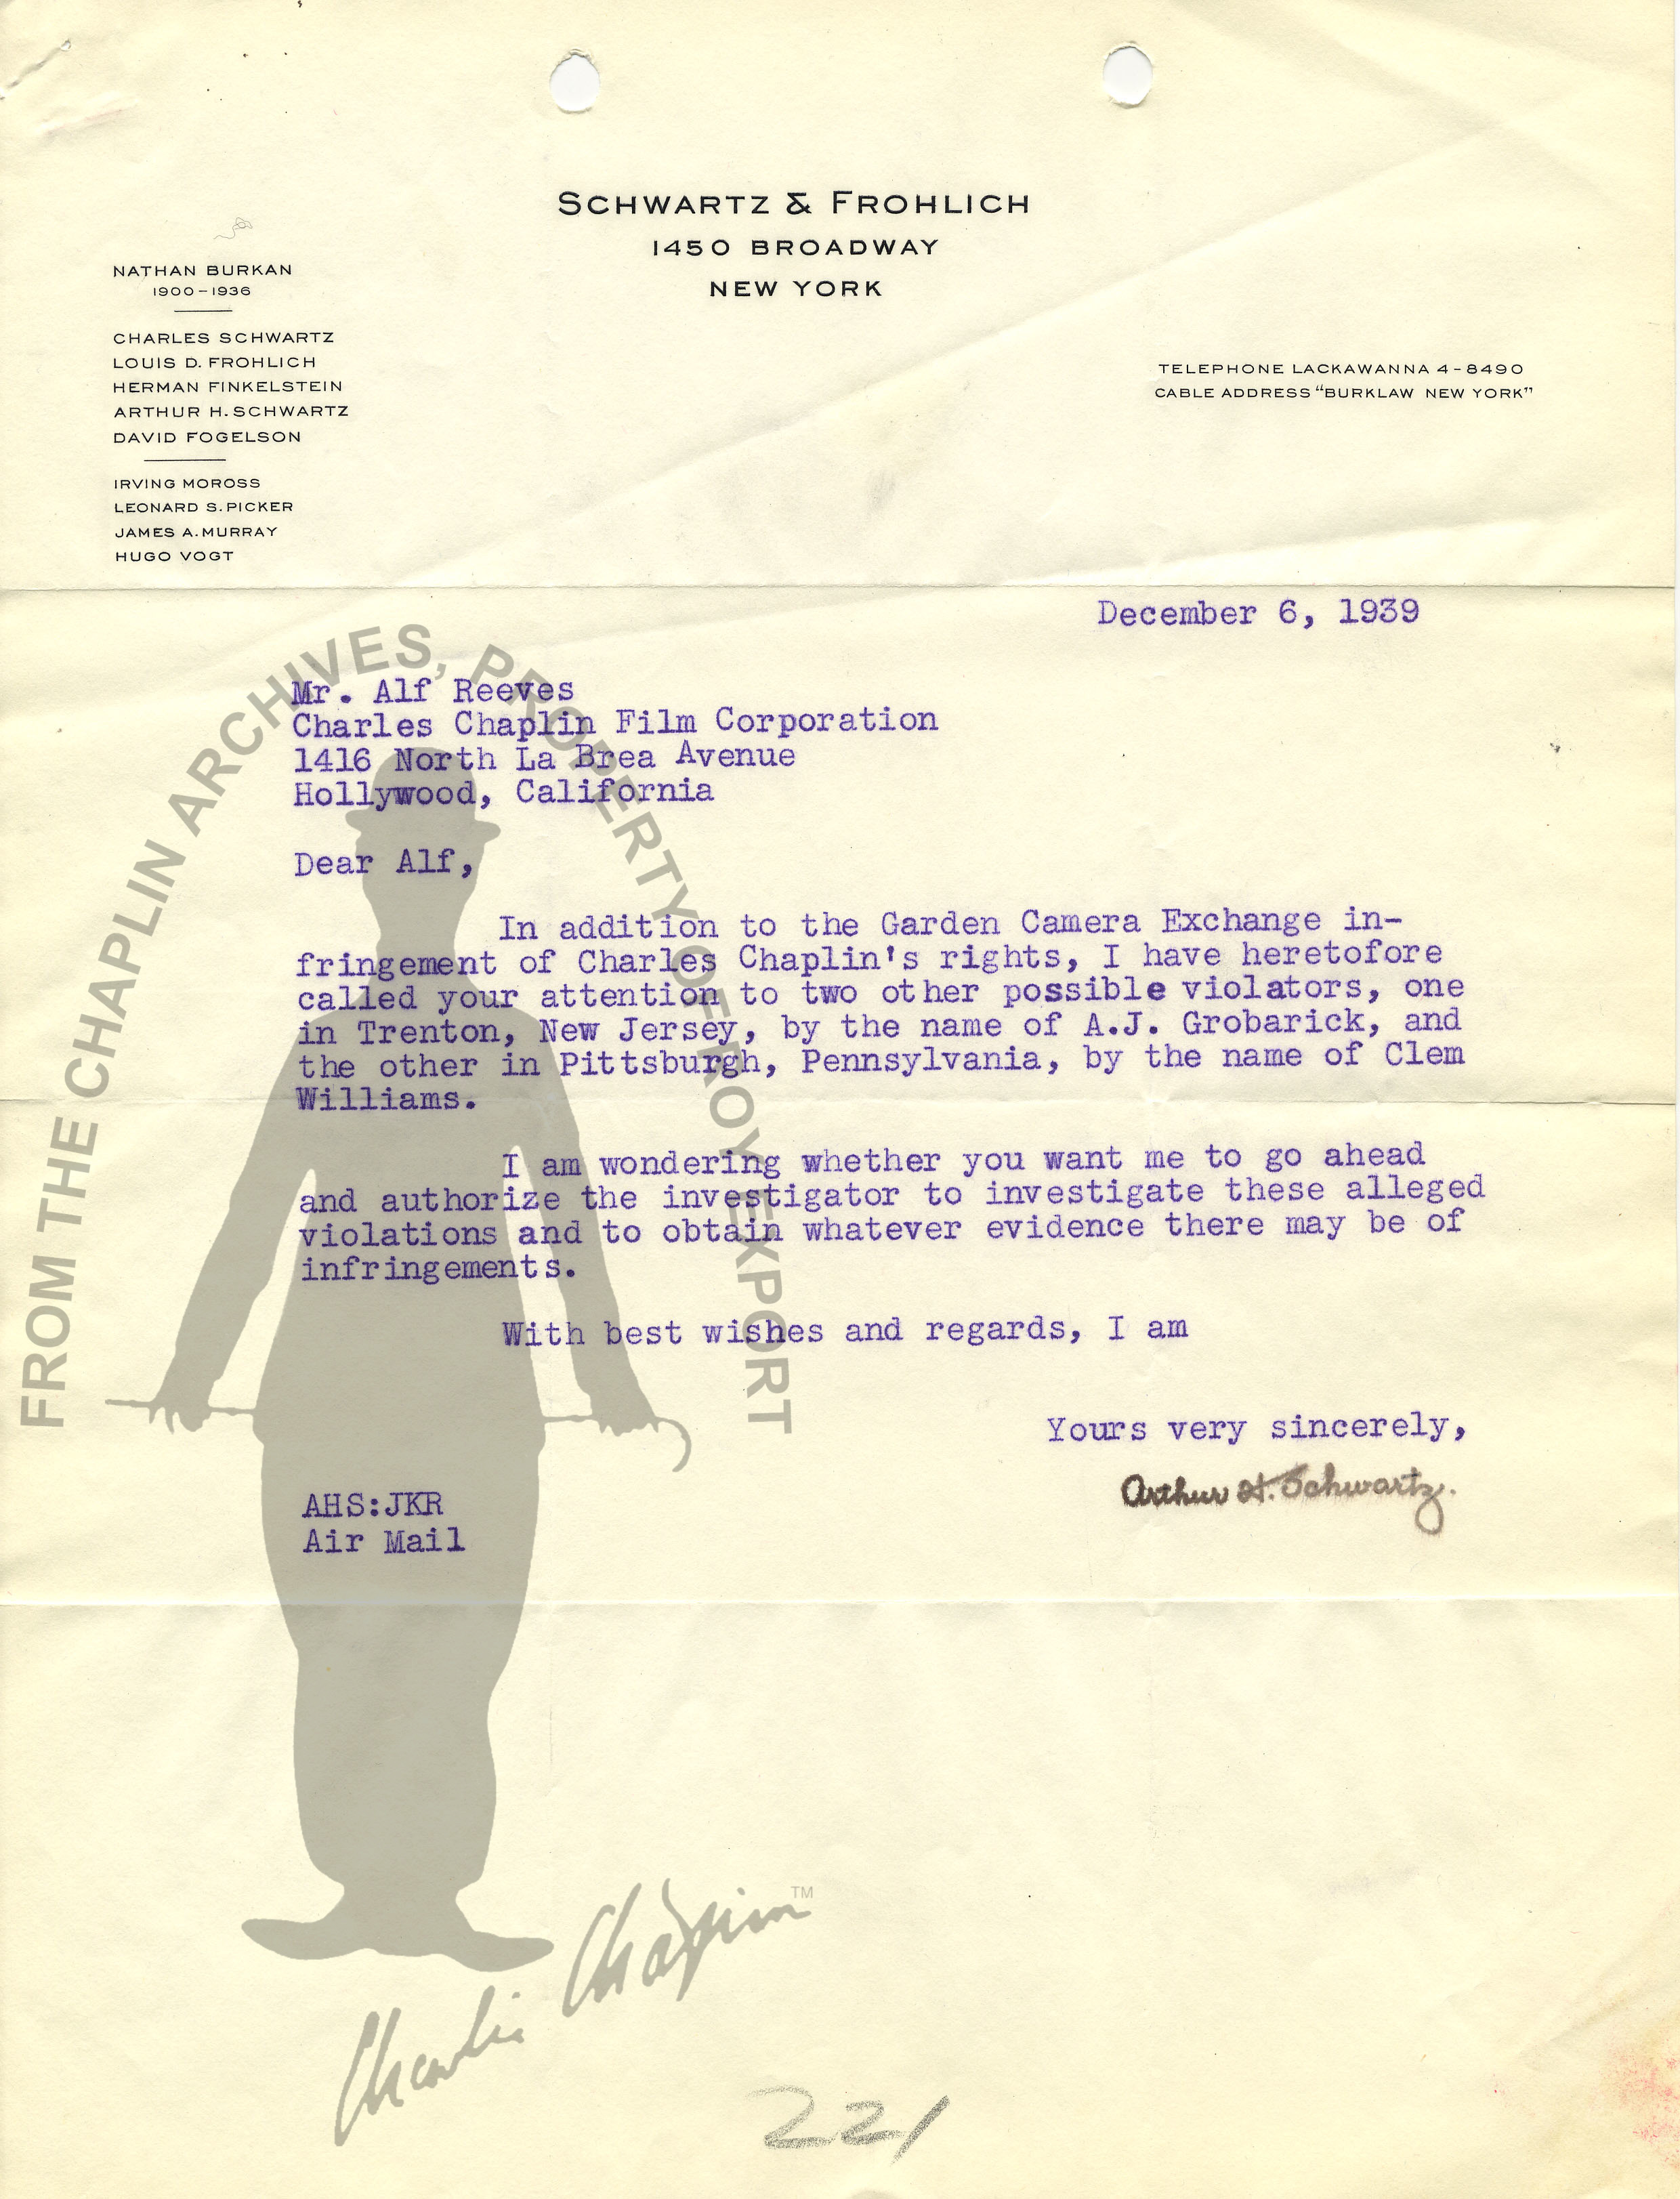 SCHWARTZ & FROHLICH
1450 BROADWAY
NEW YORK
NATHAN BURKAN
1900-1936
CHARLES SCHWARTZ
LOUIS D. FROHLICH
HERMAN FINKELSTEIN
ARTHUR H. SCHWARTZ
DAVID FOGELSON
IRVING MOROSS
LEONARD S. PICKER
JAMES A. MURRAY
HUGO VOGT
TELEPHONE LACKAWANNA 4-8490
CABLE ADDRESS "BURKLAW NEW YORK"
December 6, 1939
Mr. Alf Reeves
Charles Chaplin Film Corporation
1416 North La Brea Avenue
Hollywood, California
Dear Alf,
In addition to the Garden Camera Exchange in-
fringement of Charles Chaplin's rights, I have heretofore
called your attention to two other possible violators, one
in Trenton, New Jersey, by the name of A.J. Grobarick, and
the other in Pittsburgh, Pennsylvania, by the name of Clem
Williams.
I am wondering whether you want me to go ahead
and authorize the investigator to investigate these alleged
violations and to obtain whatever evidence there may be of
infringements.
With best wishes and regards, I am
Yours very sincerely,
Arthur H. Schwartz.
AHS:JKR
Air Mail
FROM THE CHAPLIN ARCHIVES, PROPERTY OF ROY EXPORT
Charlie Chaplin™
221